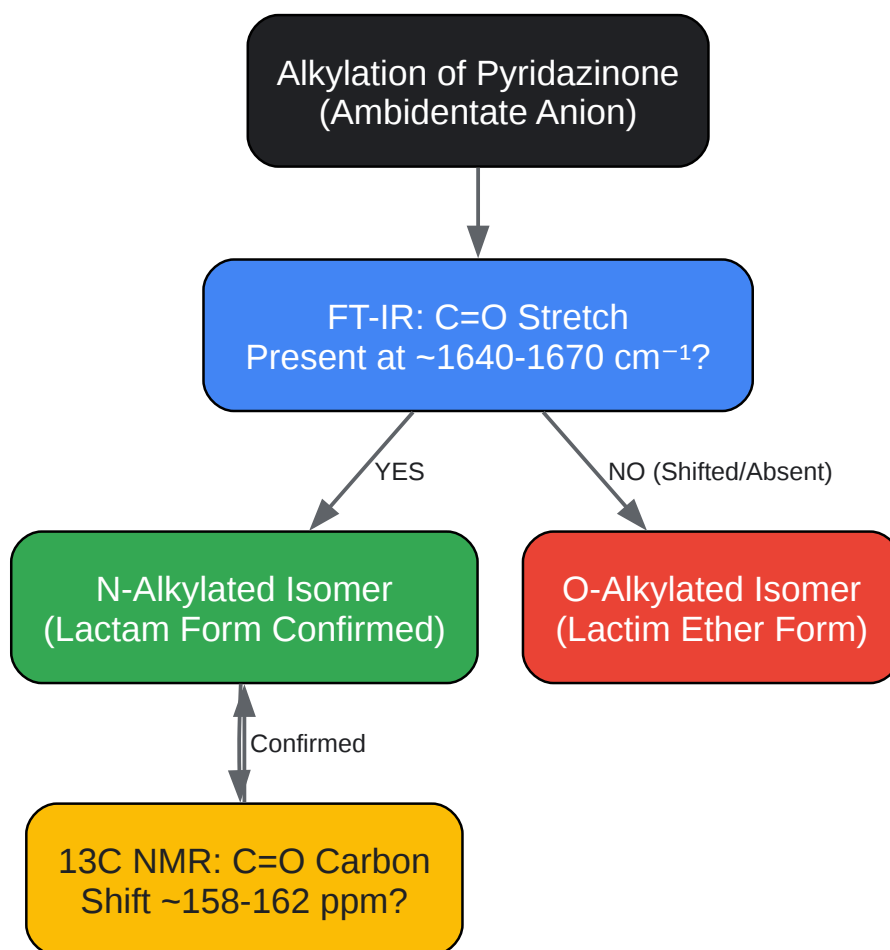 Alkylation of Pyridazinone
(Ambidentate Anion)
FT-IR: C=O Stretch
Present at ~1640-1670 cm⁻¹?
YES
NO (Shifted/Absent)
N-Alkylated Isomer
(Lactam Form Confirmed)
O-Alkylated Isomer
(Lactim Ether Form)
Confirmed
13C NMR: C=O Carbon
Shift ~158-162 ppm?